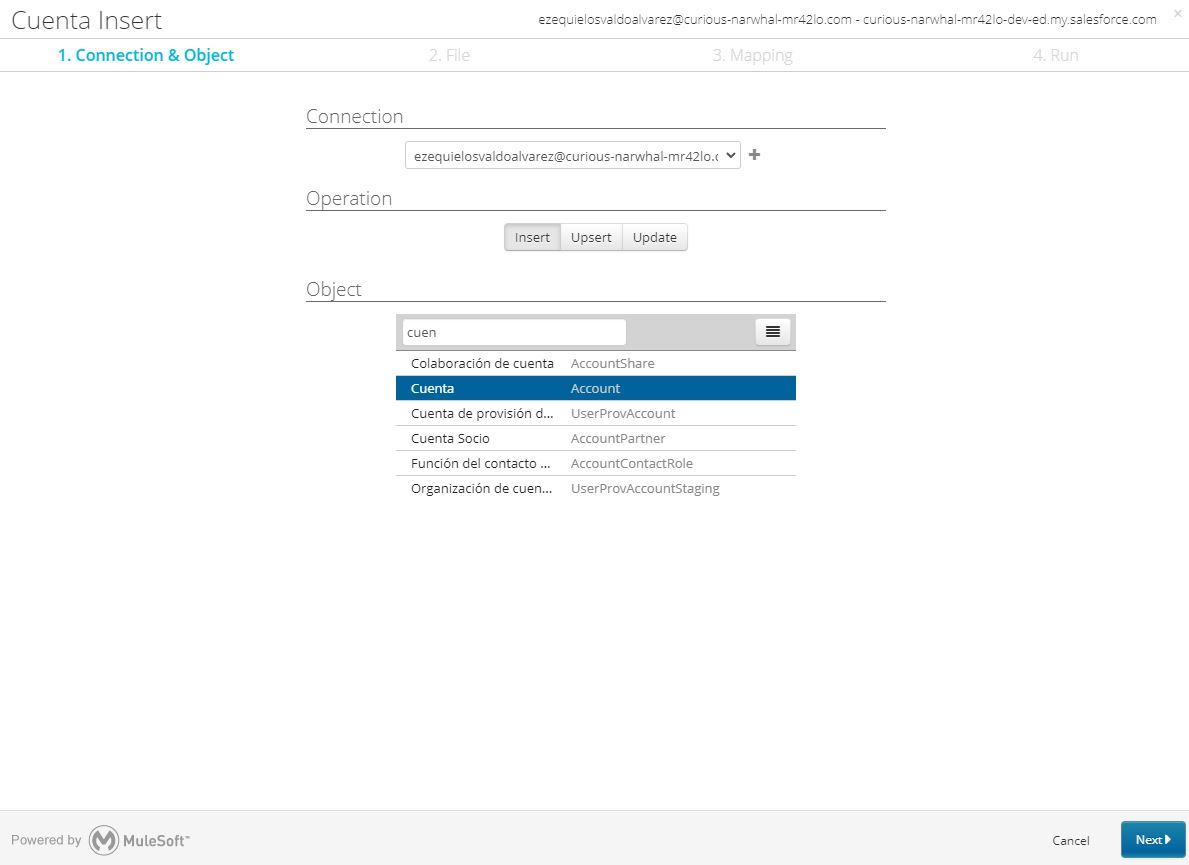 Cuenta Insert
ezequielosvaldoalvarez@curious-narwhal-mr42lo.com - curious-narwhal-mr42lo-dev-ed.my.salesforce.com
×
1. Connection & Object 2. File 3. Mapping 4. Run
Connection
ezequielosvaldoalvarez@curious-narwhal-mr42lo.c
Operation
Insert Upsert Update
Object
cuen
Colaboración de cuenta AccountShare
Cuenta Account
Cuenta de provisión d... UserProvAccount
Cuenta Socio AccountPartner
Función del contacto ... AccountContactRole
Organización de cuen... UserProvAccountStaging
Powered by MuleSoft™
Cancel Next